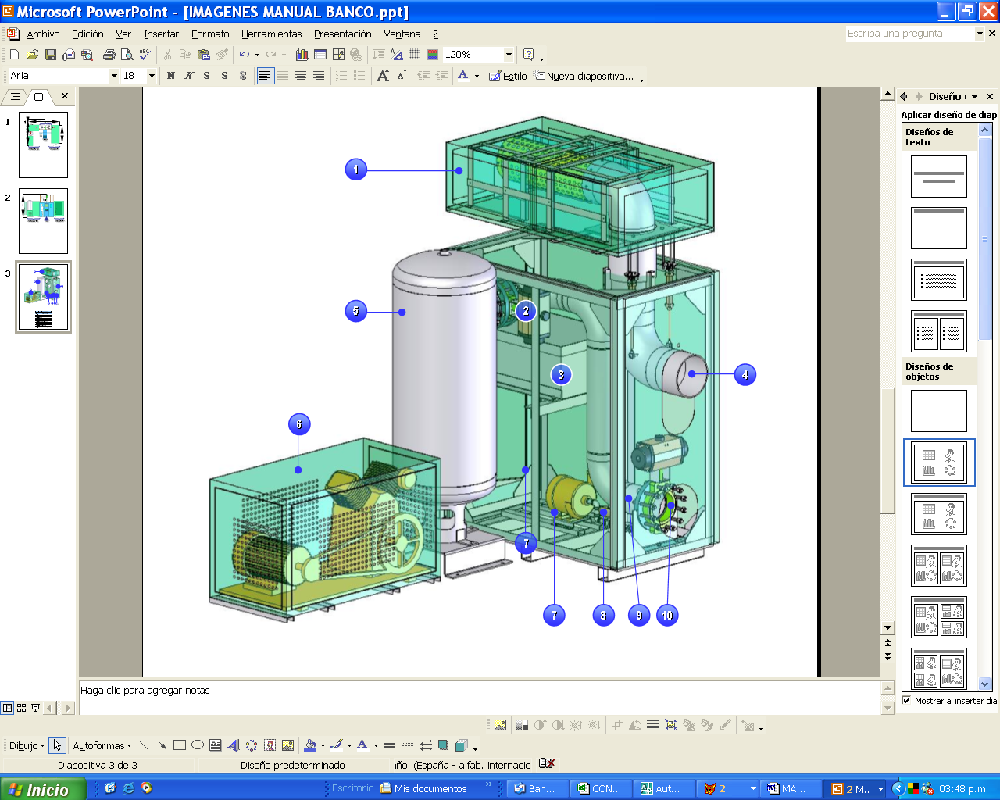 Microsoft PowerPoint - [IMAGENES MANUAL BANCO.ppt]
Archivo Edición Ver Insertar Formato Herramientas Presentación Ventana ? Escriba una pregunta
120%
Arial 18 N K S S S Estilo Nueva diapositiva...
Diseño
Aplicar diseño de diap
Diseños de
texto
Diseños de
objetos
1
2
3
1
2
3
4
5
6
7
7
8
9
10
Mostrar al insertar dia
Haga clic para agregar notas
Dibujo Autoformas
Diapositiva 3 de 3 Diseño predeterminado añol (España - alfab. internacio
Inicio Escritorio Mis documentos Ban... CON... Aut... 2 MA... 2 M.. 03:48 p.m.